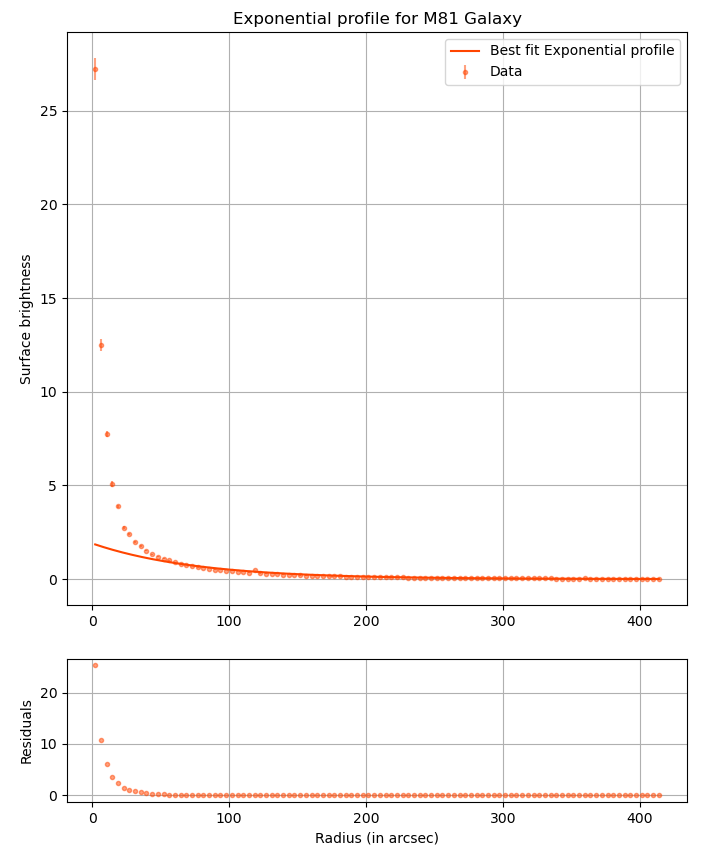 Exponential profile for M81 Galaxy
Best fit Exponential profile
Data
Surface brightness
25
20
15
10
5
0
0 100 200 300 400
Residuals
20
10
0
0 100 200 300 400
Radius (in arcsec)